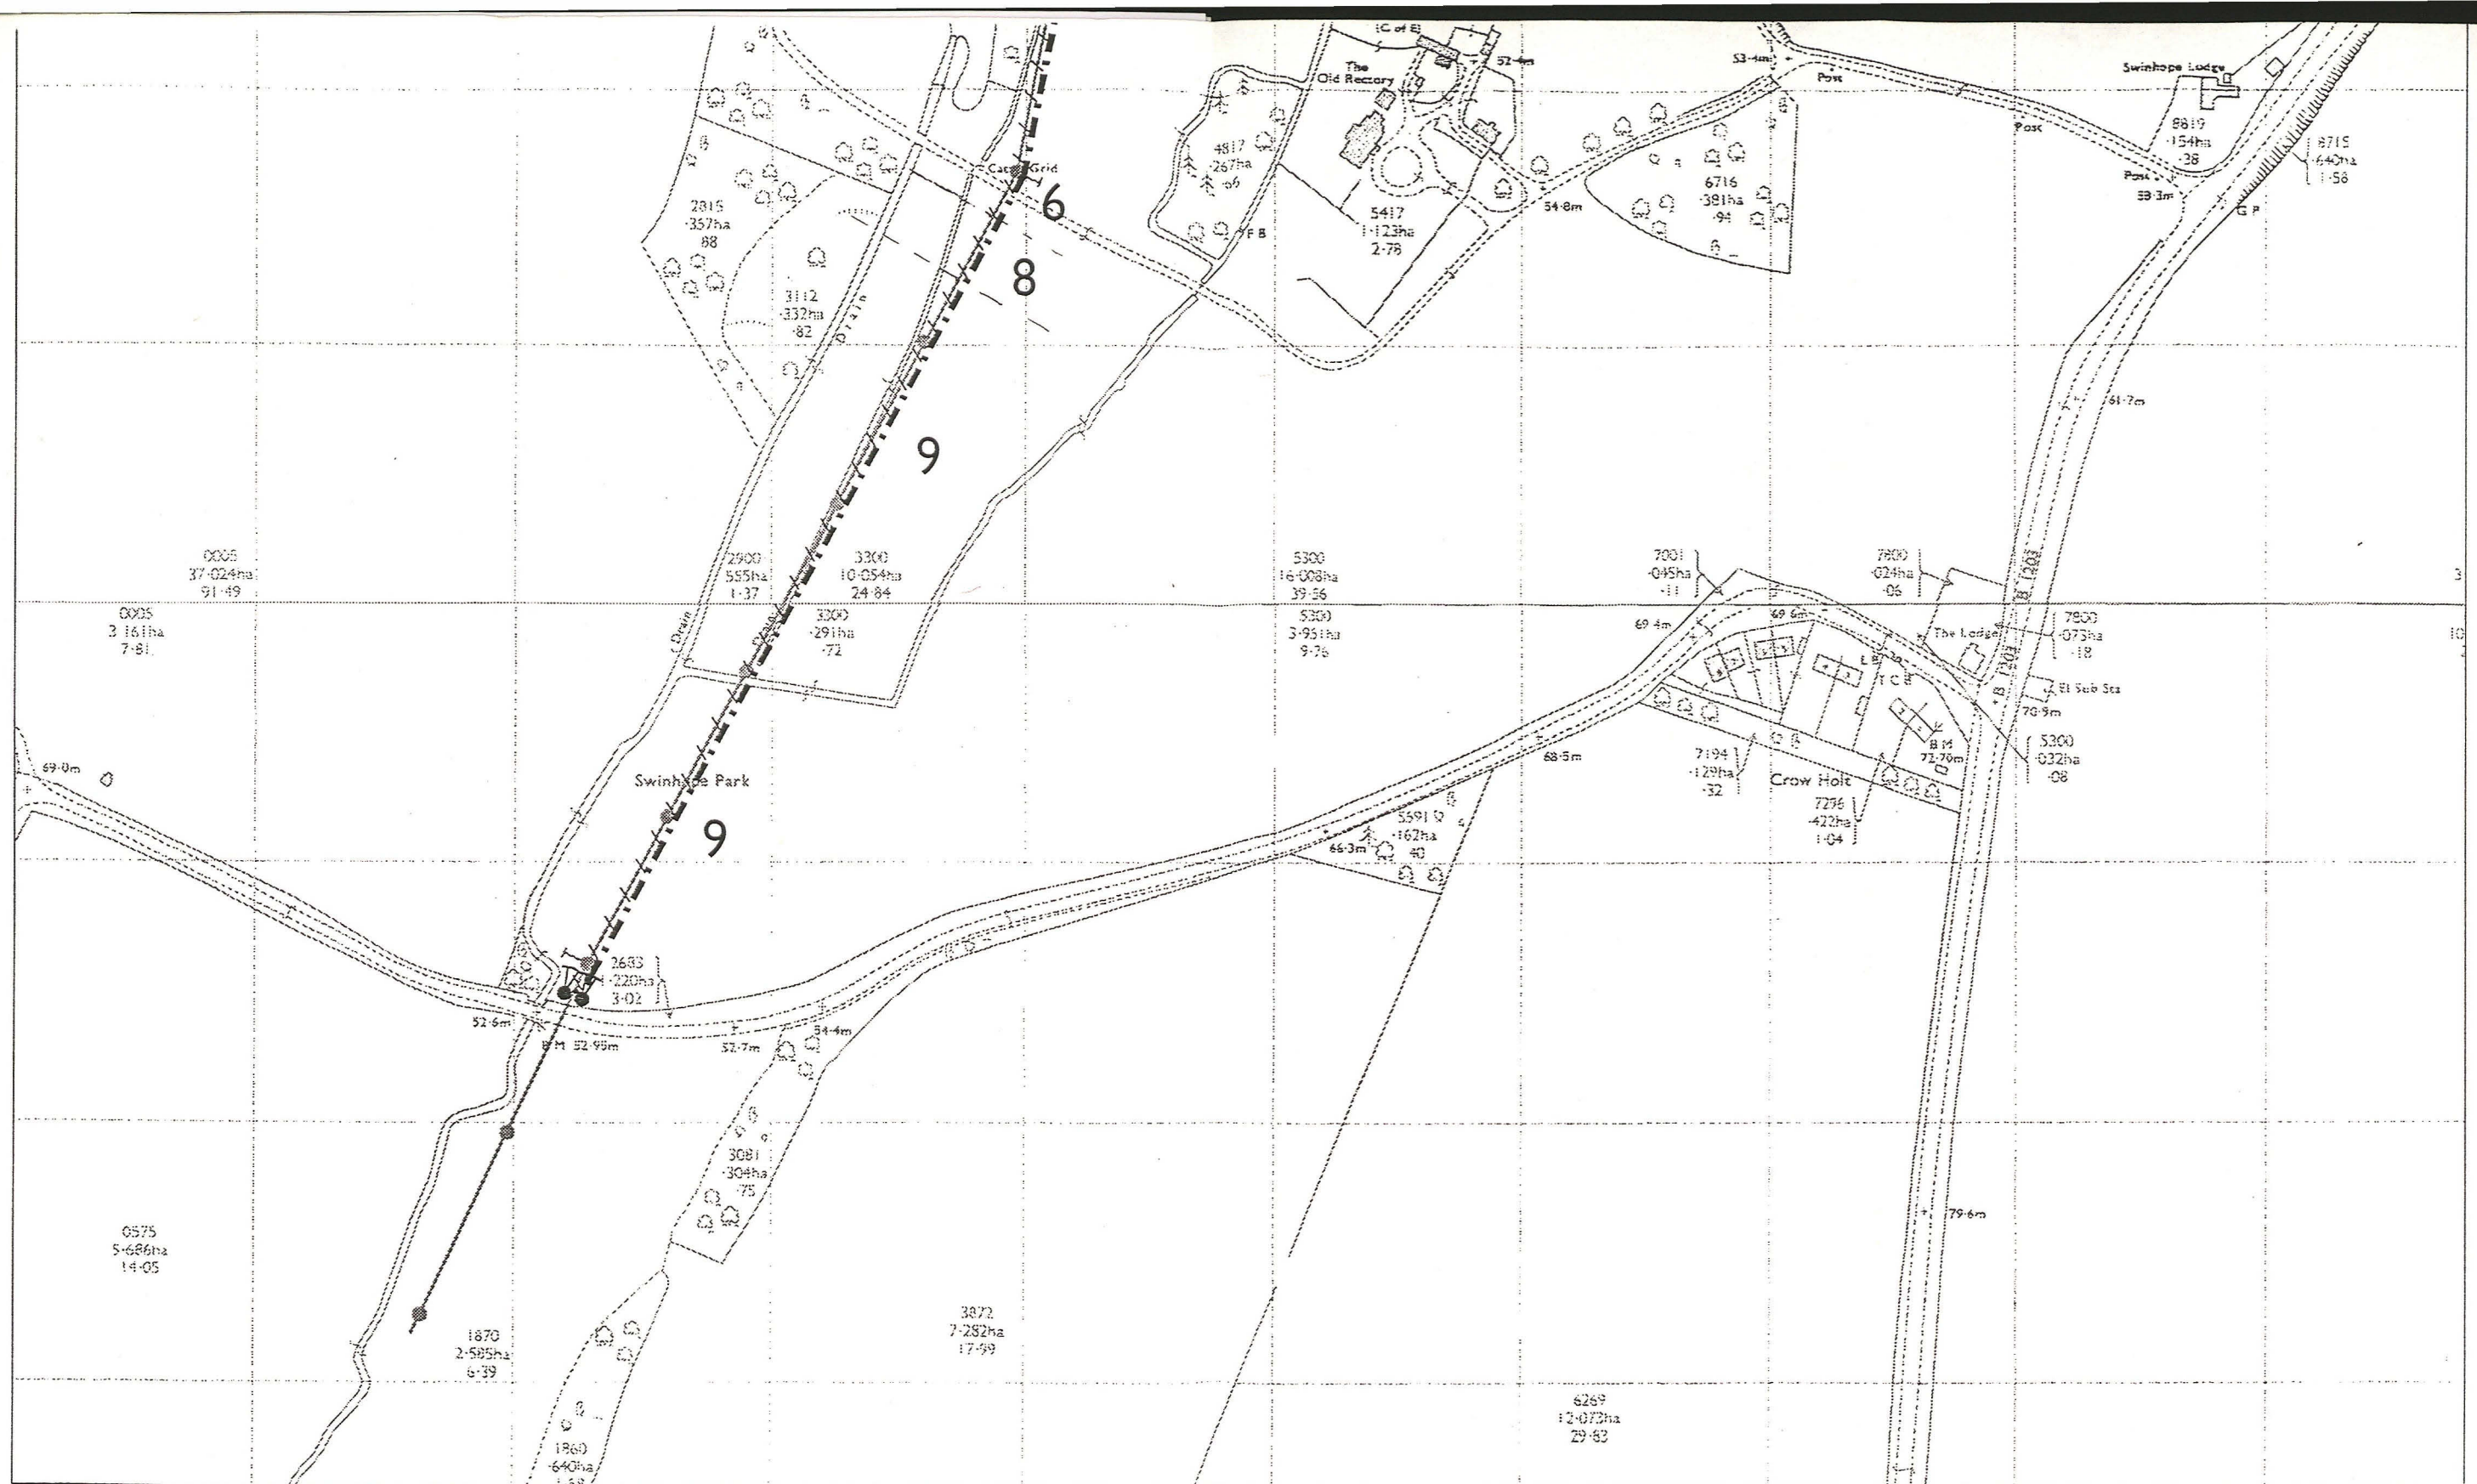 (C of E)
The
Old Rectory
52·4m
53·4m
Post
Swinhope Lodge
Post
8819
·154ha
·38
8715
·640ha
1·58
Post
53·3m
G P
Cattle Grid
6
4817
·267ha
·66
F B
5417
1·123ha
2·78
54·8m
6716
·381ha
·94
2815
·357ha
·88
3112
·332ha
·82
Drain
8
9
61·7m
0005
37·024ha
91·49
2900
·555ha
1·37
3300
10·054ha
24·84
5300
16·008ha
39·56
7001
·045ha
·11
7800
·024ha
·06
B 1203
3
0005
3·161ha
7·81
Drain
Drain
3300
·291ha
·72
5300
3·951ha
9·76
69·4m
69·6m
The Lodge
7800
·073ha
·18
10
L B
T C B
B 1203
El Sub Sta
70·9m
69·0m
Swinhope Park
9
68·5m
7194
·129ha
·32
Crow Holt
B M
72·70m
5300
·032ha
·08
7296
·422ha
1·04
5591
·162ha
·40
66·3m
2683
1·220ha
3·02
52·6m
B M 52·95m
52·7m
54·4m
3081
·304ha
·75
79·6m
0575
5·686ha
14·05
1870
2·585ha
6·39
3872
7·282ha
17·99
6269
12·073ha
29·83
1860
·640ha